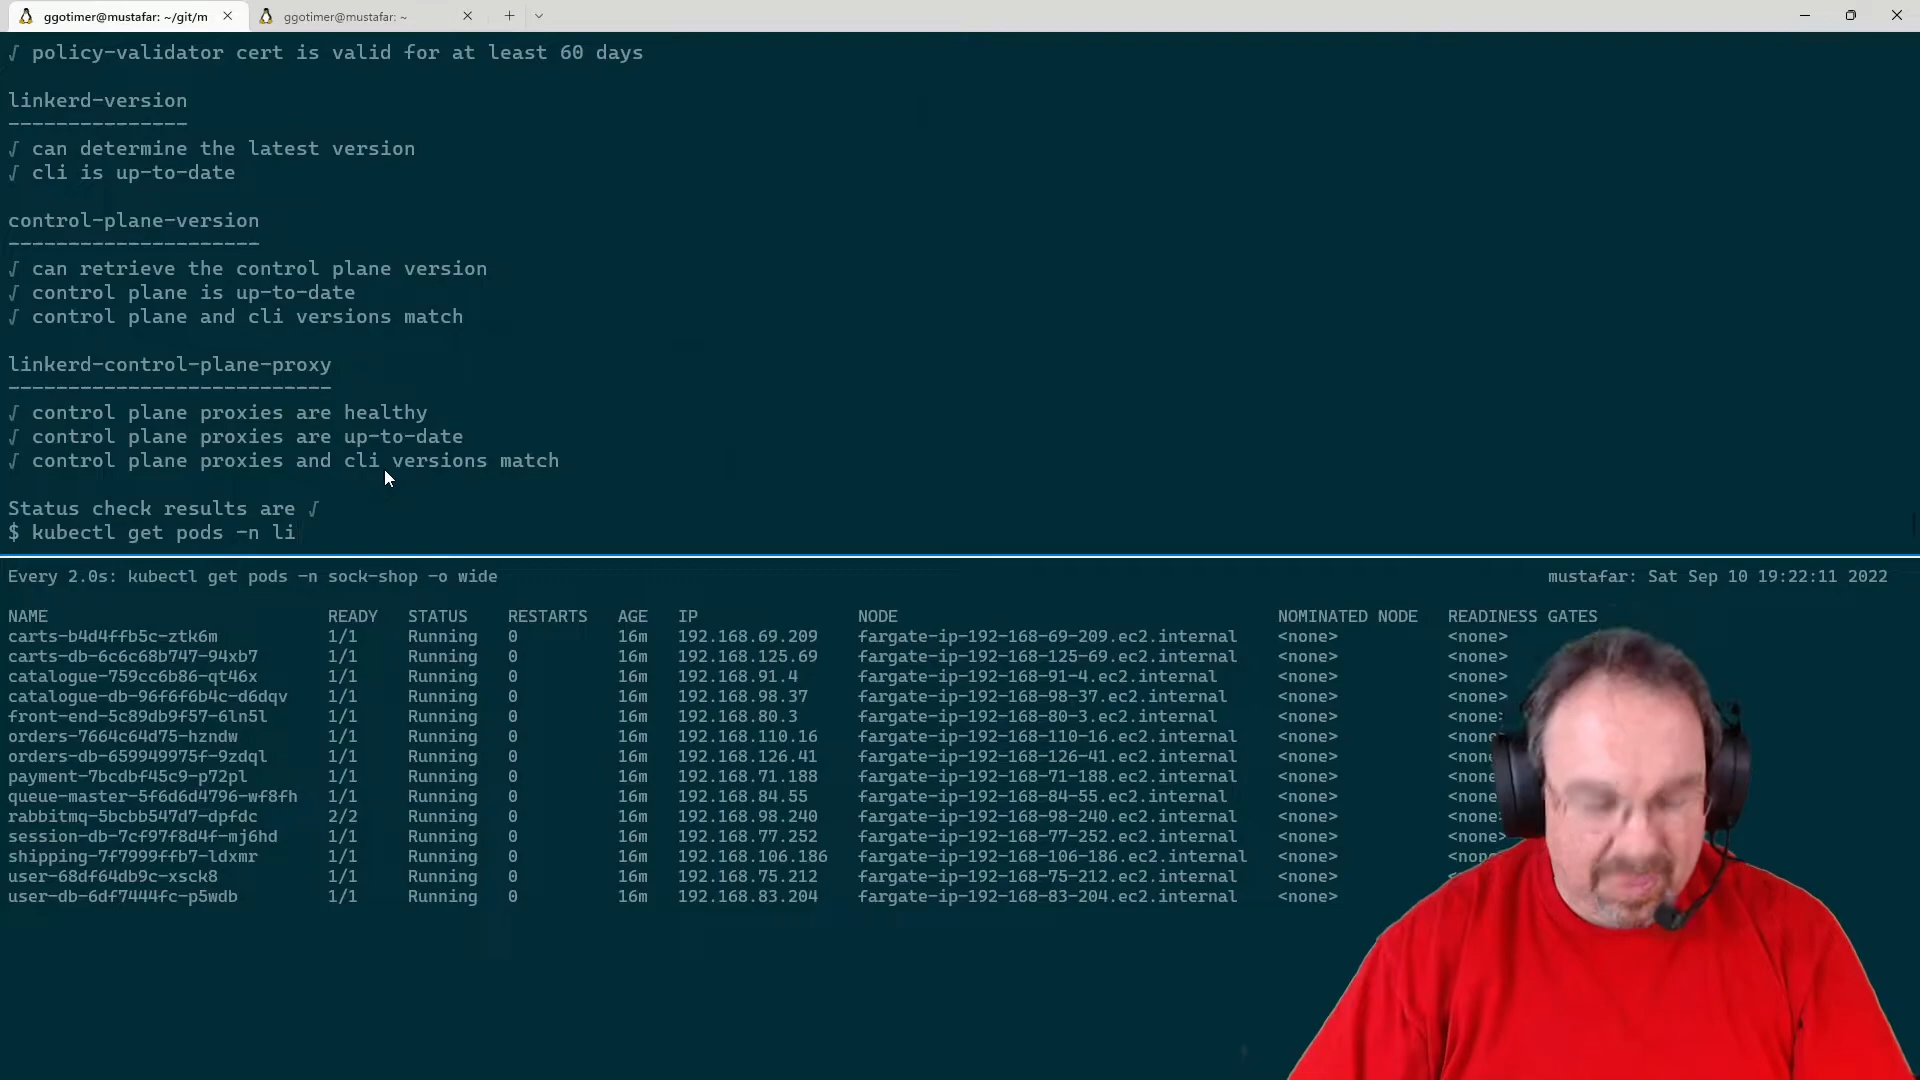 ggotimer@mustafar: ~/git/m
ggotimer@mustafar: ~
√ policy-validator cert is valid for at least 60 days
linkerd-version
---------------
√ can determine the latest version
√ cli is up-to-date
control-plane-version
---------------------
√ can retrieve the control plane version
√ control plane is up-to-date
√ control plane and cli versions match
linkerd-control-plane-proxy
---------------------------
√ control plane proxies are healthy
√ control plane proxies are up-to-date
√ control plane proxies and cli versions match
Status check results are √
$ kubectl get pods -n li
Every 2.0s: kubectl get pods -n sock-shop -o wide mustafar: Sat Sep 10 19:22:11 2022
NAME READY STATUS RESTARTS AGE IP NODE NOMINATED NODE READINESS GATES
carts-b4d4ffb5c-ztk6m 1/1 Running 0 16m 192.168.69.209 fargate-ip-192-168-69-209.ec2.internal <none> <none>
carts-db-6c6c68b747-94xb7 1/1 Running 0 16m 192.168.125.69 fargate-ip-192-168-125-69.ec2.internal <none> <none>
catalogue-759cc6b86-qt46x 1/1 Running 0 16m 192.168.91.4 fargate-ip-192-168-91-4.ec2.internal <none> <none>
catalogue-db-96f6f6b4c-d6dqv 1/1 Running 0 16m 192.168.98.37 fargate-ip-192-168-98-37.ec2.internal <none> <none>
front-end-5c89db9f57-6ln5l 1/1 Running 0 16m 192.168.80.3 fargate-ip-192-168-80-3.ec2.internal <none> <none
orders-7664c64d75-hzndw 1/1 Running 0 16m 192.168.110.16 fargate-ip-192-168-110-16.ec2.internal <none> <none
orders-db-659949975f-9zdql 1/1 Running 0 16m 192.168.126.41 fargate-ip-192-168-126-41.ec2.internal <none> <none
payment-7bcdbf45c9-p72pl 1/1 Running 0 16m 192.168.71.188 fargate-ip-192-168-71-188.ec2.internal <none> <none
queue-master-5f6d6d4796-wf8fh 1/1 Running 0 16m 192.168.84.55 fargate-ip-192-168-84-55.ec2.internal <none> <none
rabbitmq-5bcbb547d7-dpfdc 2/2 Running 0 16m 192.168.98.240 fargate-ip-192-168-98-240.ec2.internal <none> <none
session-db-7cf97f8d4f-mj6hd 1/1 Running 0 16m 192.168.77.252 fargate-ip-192-168-77-252.ec2.internal <none> <none>
shipping-7f7999ffb7-ldxmr 1/1 Running 0 16m 192.168.106.186 fargate-ip-192-168-106-186.ec2.internal <none>
user-68df64db9c-xsck8 1/1 Running 0 16m 192.168.75.212 fargate-ip-192-168-75-212.ec2.internal <none>
user-db-6df7444fc-p5wdb 1/1 Running 0 16m 192.168.83.204 fargate-ip-192-168-83-204.ec2.internal <none>